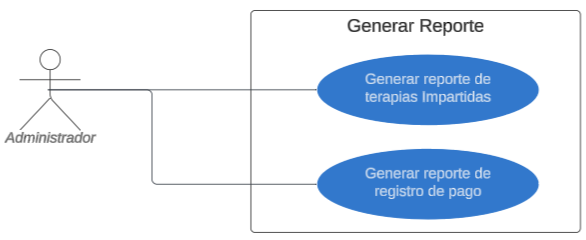 Generar Reporte
Generar reporte de
terapias Impartidas
Administrador
Generar reporte de
registro de pago